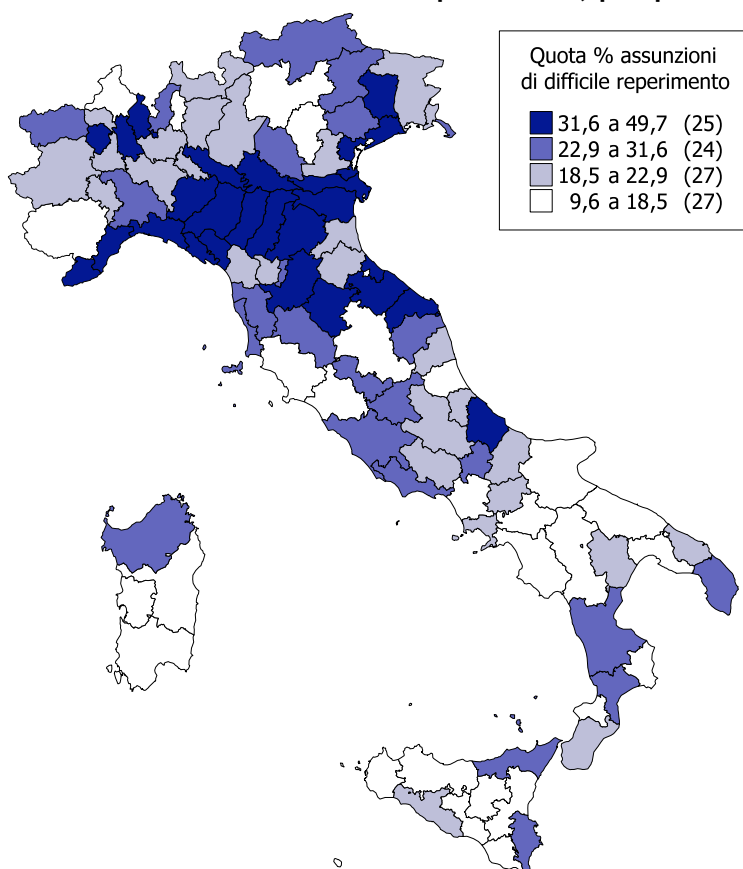 Quota % assunzioni
di difficile reperimento
31,6 a 49,7 (25)
22,9 a 31,6 (24)
18,5 a 22,9 (27)
9,6 a 18,5 (27)